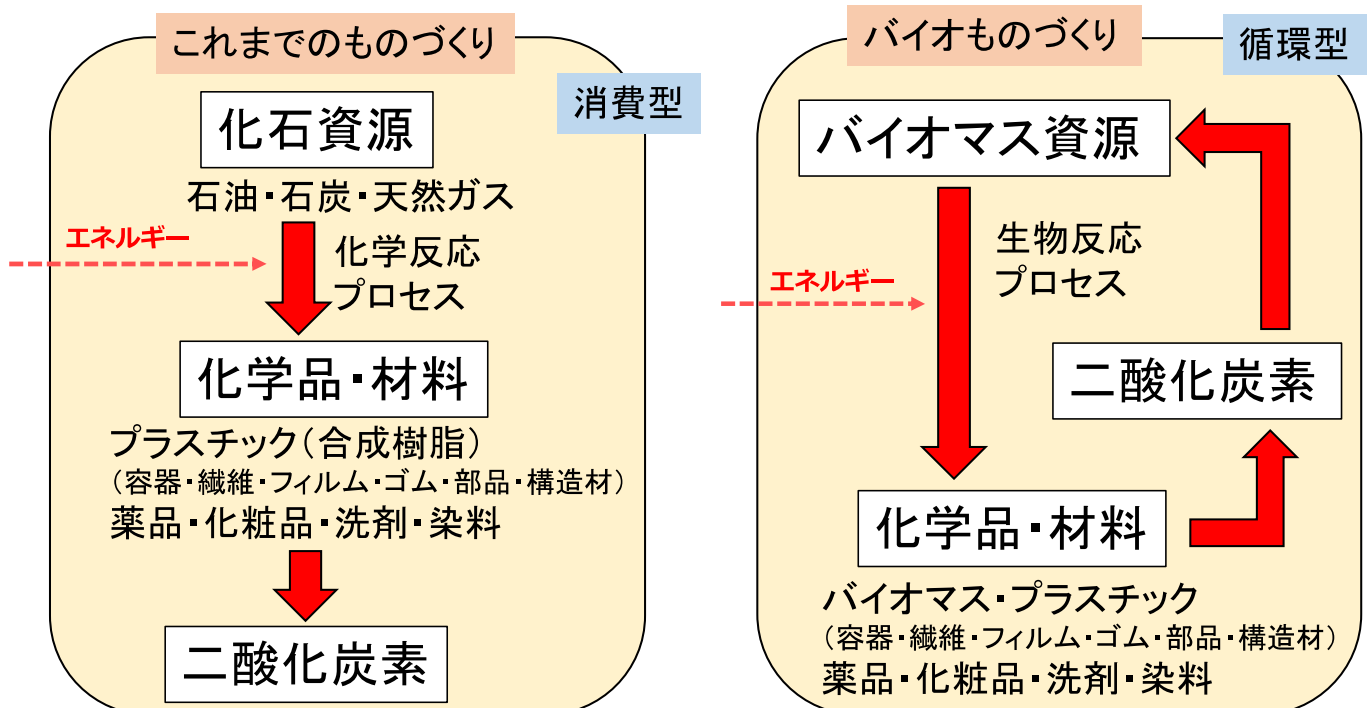 これまでのものづくり
消費型
化石資源
石油・石炭・天然ガス
エネルギー
化学反応
プロセス
化学品・材料
プラスチック(合成樹脂)
(容器・繊維・フィルム・ゴム・部品・構造材)
薬品・化粧品・洗剤・染料
二酸化炭素
バイオものづくり
循環型
バイオマス資源
生物反応
プロセス
エネルギー
二酸化炭素
化学品・材料
バイオマス・プラスチック
(容器・繊維・フィルム・ゴム・部品・構造材)
薬品・化粧品・洗剤・染料